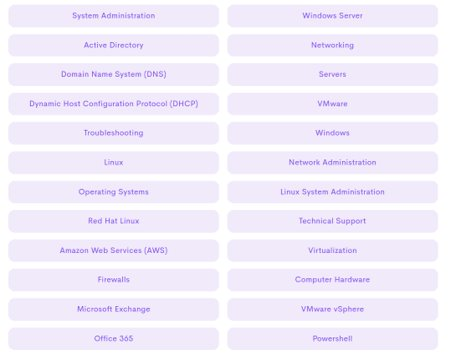 System Administration
Windows Server
Active Directory
Networking
Domain Name System (DNS)
Servers
Dynamic Host Configuration Protocol (DHCP)
VMware
Troubleshooting
Windows
Linux
Network Administration
Operating Systems
Linux System Administration
Red Hat Linux
Technical Support
Amazon Web Services (AWS)
Virtualization
Firewalls
Computer Hardware
Microsoft Exchange
VMware vSphere
Office 365
Powershell